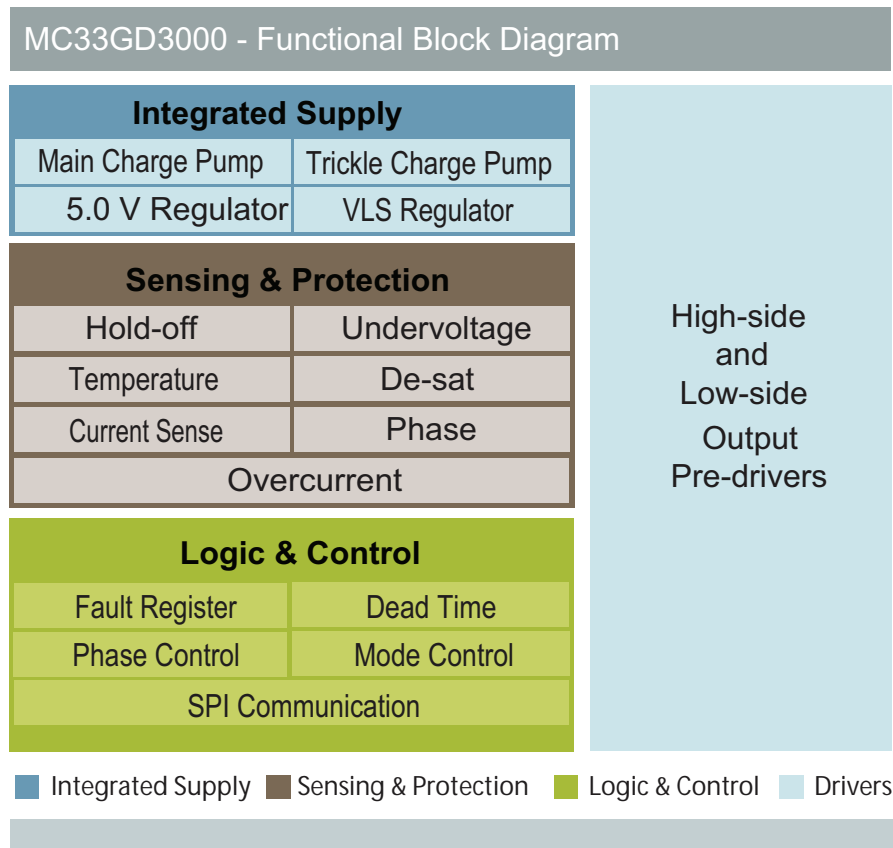 MC33GD3000 - Functional Block Diagram
Integrated Supply
Main Charge Pump
Trickle Charge Pump
5.0 V Regulator
VLS Regulator
Sensing & Protection
Hold-off
Undervoltage
Temperature
De-sat
Current Sense
Phase
Overcurrent
Logic & Control
Fault Register
Dead Time
Phase Control
Mode Control
SPI Communication
High-side
and
Low-side
Output
Pre-drivers
Integrated Supply
Sensing & Protection
Logic & Control
Drivers